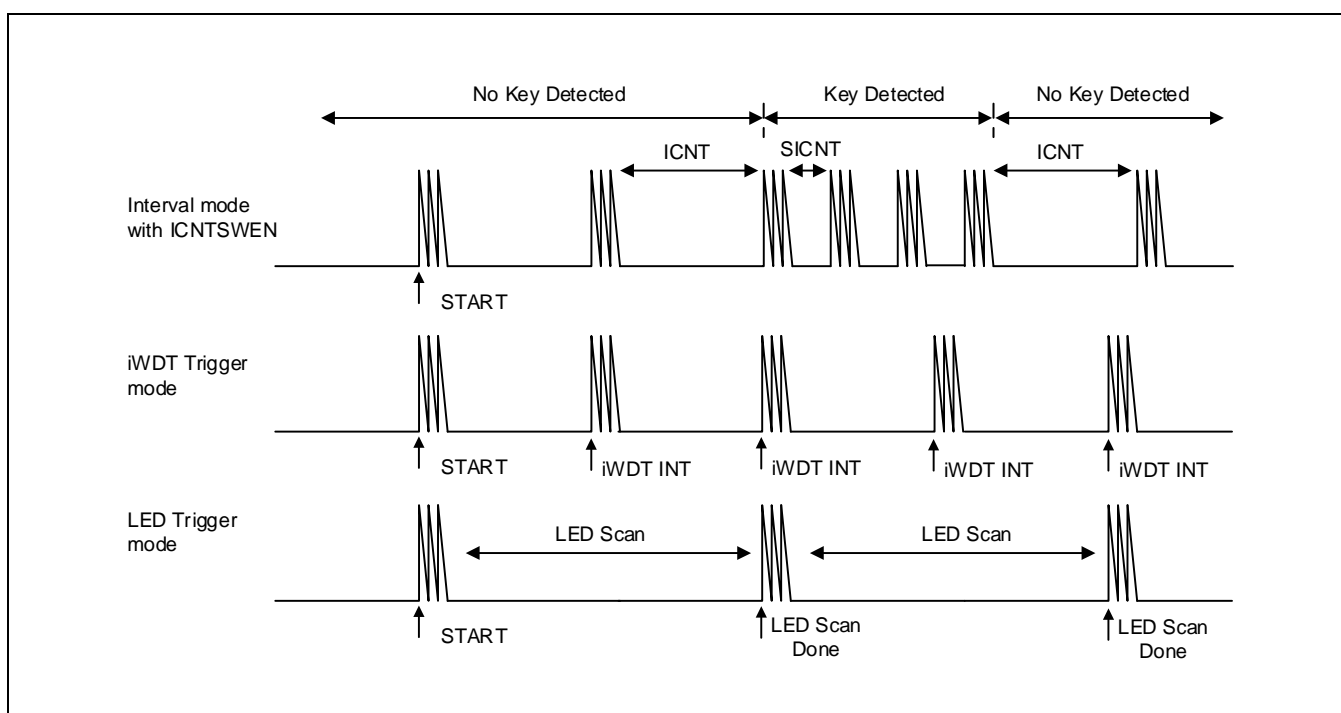 No Key Detected
Key Detected
No Key Detected
ICNT
SICNT
ICNT
Interval mode
with ICNTSWEN
START
iWDT Trigger
mode
START
iWDT INT
iWDT INT
iWDT INT
iWDT INT
LED Trigger
mode
LED Scan
LED Scan
START
LED Scan
Done
LED Scan
Done